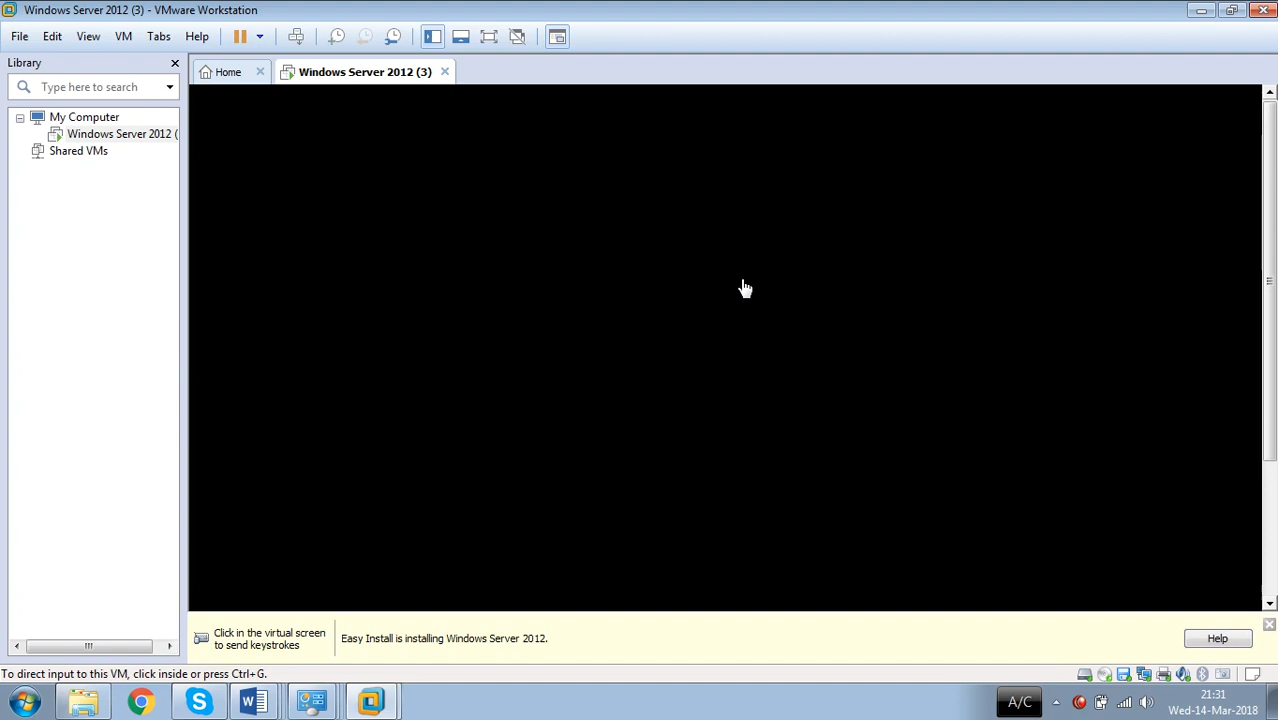 Windows Server 2012 (3) - VMware Workstation
File Edit View VM Tabs Help
Library
Home
Windows Server 2012 (3)
Type here to search
My Computer
Windows Server 2012 (
Shared VMs
Click in the virtual screen
to send keystrokes
Easy Install is installing Windows Server 2012.
Help
To direct input to this VM, click inside or press Ctrl+G.
A/C
21:31
Wed-14-Mar-2018